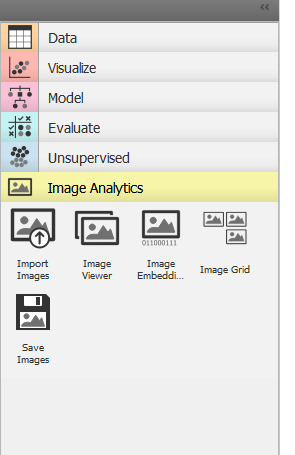 Data
Visualize
Model
Evaluate
Unsupervised
Image Analytics
Import
Images
Image
Viewer
011000111
Image
Embeddi...
Image Grid
Save
Images